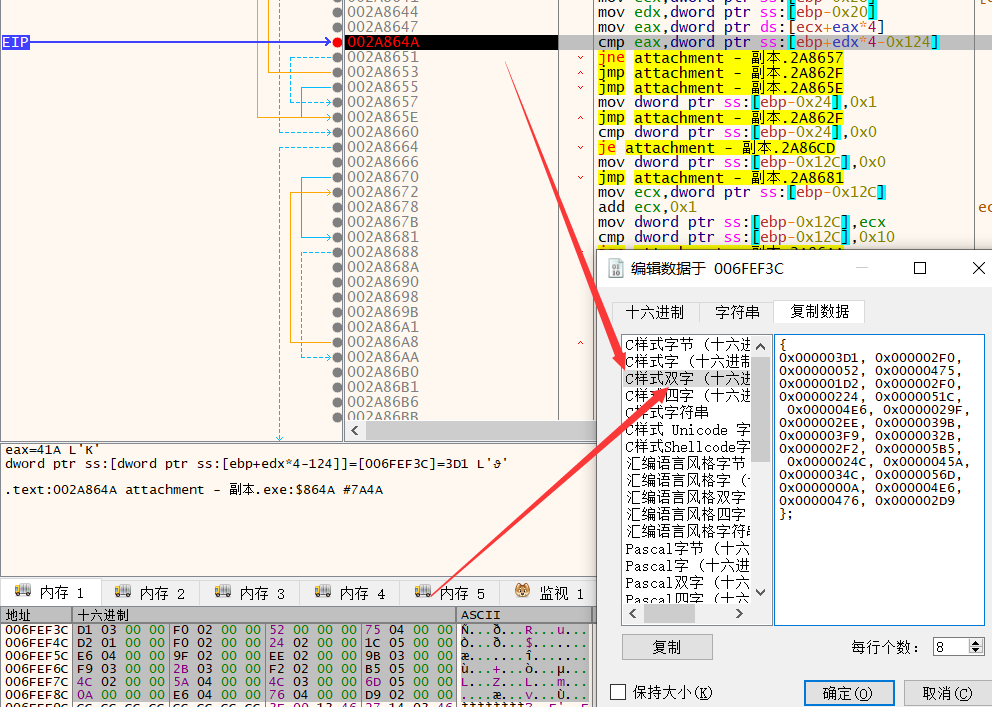 002A8644
002A8647
EIP
002A864A
002A8651
002A8653
002A8655
002A8657
002A865E
002A8660
002A8664
002A8666
002A8670
002A8672
002A8678
002A867B
002A8681
002A8688
002A868A
002A8690
002A8698
002A869B
002A86A1
002A86A8
002A86AA
002A86B0
002A86B1
002A86B6
002A86BB
mov edx,dword ptr ss:[ebp-0x20]
mov eax,dword ptr ds:[ecx+eax*4]
cmp eax,dword ptr ss:[ebp+edx*4-0x124]
jne attachment - 副本.2A8657
jmp attachment - 副本.2A862F
jmp attachment - 副本.2A865E
mov dword ptr ss:[ebp-0x24],0x1
jmp attachment - 副本.2A862F
cmp dword ptr ss:[ebp-0x24],0x0
je attachment - 副本.2A86CD
mov dword ptr ss:[ebp-0x12C],0x0
jmp attachment - 副本.2A8681
mov ecx,dword ptr ss:[ebp-0x12C]
add ecx,0x1
mov dword ptr ss:[ebp-0x12C],ecx
cmp dword ptr ss:[ebp-0x12C],0x10
eax=41A L'К'
dword ptr ss:[dword ptr ss:[ebp+edx*4-124]]=[006FEF3C]=3D1 L'ϑ'
.text:002A864A attachment - 副本.exe:$864A #7A4A
内存 1
内存 2
内存 3
内存 4
内存 5
监视 1
地址 十六进制 ASCII
006FEF3C D1 03 00 00 F0 02 00 00 52 00 00 00 75 04 00 00 Ñ...ð...R...u...
006FEF4C D2 01 00 00 F0 02 00 00 24 02 00 00 1C 05 00 00 Ò...ð...$.......
006FEF5C E6 04 00 00 9F 02 00 00 EE 02 00 00 9B 03 00 00 æ.......î.......
006FEF6C F9 03 00 00 2B 03 00 00 F2 02 00 00 B5 05 00 00 ù...+...ò...µ...
006FEF7C 4C 02 00 00 5A 04 00 00 4C 03 00 00 6D 05 00 00 L...Z...L...m...
006FEF8C 0A 00 00 00 E6 04 00 00 76 04 00 00 D9 02 00 00 ....æ...v...Ù...
编辑数据于 006FEF3C
十六进制
字符串
复制数据
C样式字节 (十六进
C样式字 (十六进制
C样式双字 (十六进
C样式四字 (十六进
C样式字符串
C样式 Unicode 字
C样式Shellcode字
汇编语言风格字节
汇编语言风格字 (
汇编语言风格双字
汇编语言风格四字
汇编语言风格字符串
Pascal字节 (十六
Pascal字 (十六进
Pascal双字 (十六
Pascal四字 (十六
{
0x000003D1, 0x000002F0,
0x00000052, 0x00000475,
0x000001D2, 0x000002F0,
0x00000224, 0x0000051C,
0x000004E6, 0x0000029F,
0x000002EE, 0x0000039B,
0x000003F9, 0x0000032B,
0x000002F2, 0x000005B5,
0x0000024C, 0x0000045A,
0x0000034C, 0x0000056D,
0x0000000A, 0x000004E6,
0x00000476, 0x000002D9
};
复制
每行个数: 8
保持大小(K)
确定(O)
取消(C)